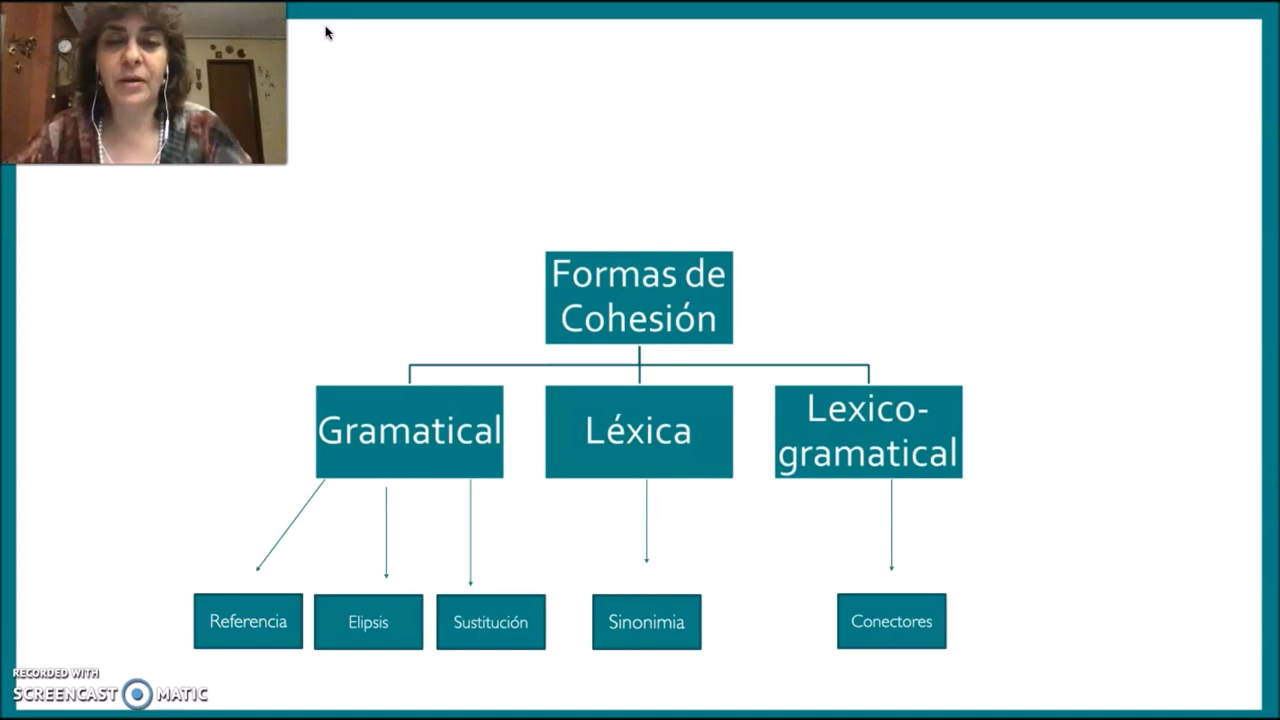 Formas de
Cohesión
Gramatical
Léxica
Lexico-
gramatical
Referencia
Elipsis
Sustitución
Sinonimia
Conectores
RECORDED WITH
SCREENCAST MATIC